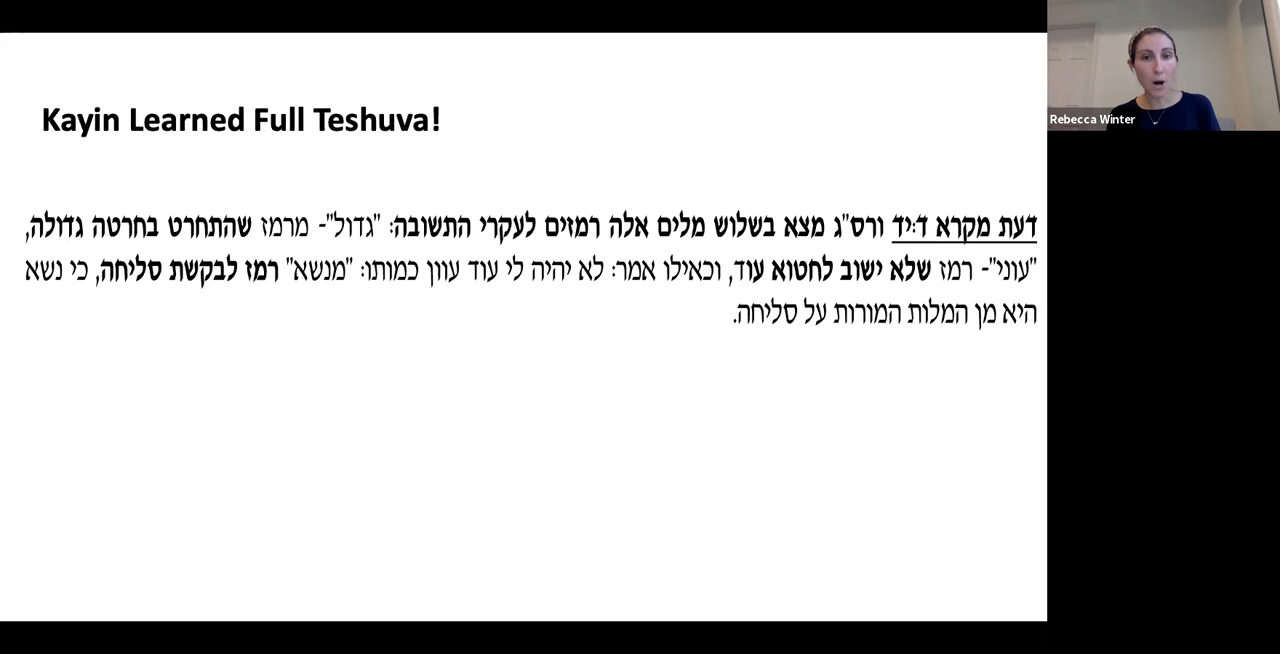 Kayin Learned Full Teshuva!
Rebecca Winter
דעת מקרא ד:יד ורס"ג מצא בשלוש מלים אלה רמזים לעקרי התשובה: "גדול"- מרמז שהתחרט בחרטה גדולה,
"עוני"- רמז שלא ישוב לחטוא עוד, וכאילו אמר: לא יהיה לי עוד עוון כמותו: "מנשא" רמז לבקשת סליחה, כי נשא
היא מן המלות המורות על סליחה.